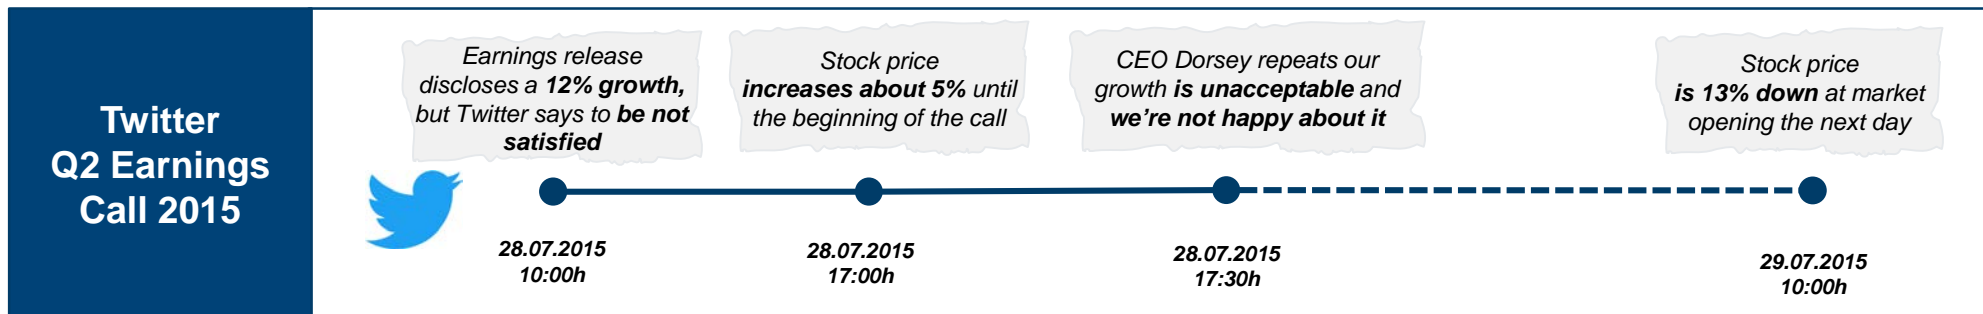 Twitter
Q2 Earnings
Call 2015
Earnings release
discloses a 12% growth,
but Twitter says to be not
satisfied
Stock price
increases about 5% until
the beginning of the call
CEO Dorsey repeats our
growth is unacceptable and
we're not happy about it
Stock price
is 13% down at market
opening the next day
28.07.2015
10:00h
28.07.2015
17:00h
28.07.2015
17:30h
29.07.2015
10:00h